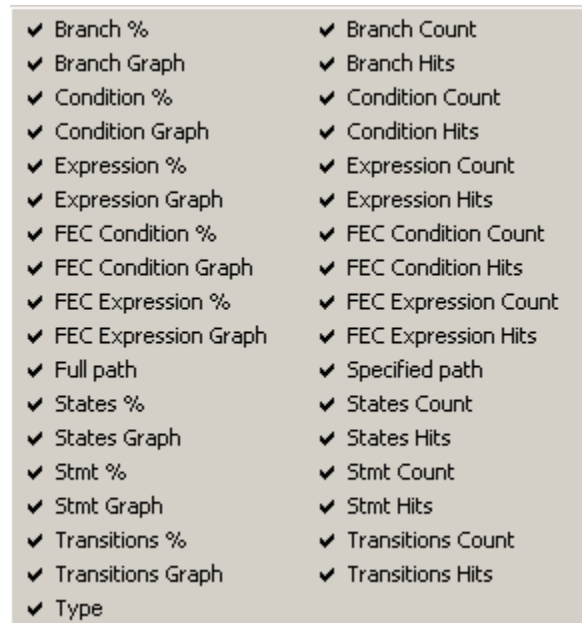 Branch % Branch Count
Branch Graph Branch Hits
Condition % Condition Count
Condition Graph Condition Hits
Expression % Expression Count
Expression Graph Expression Hits
FEC Condition % FEC Condition Count
FEC Condition Graph FEC Condition Hits
FEC Expression % FEC Expression Count
FEC Expression Graph FEC Expression Hits
Full path Specified path
States % States Count
States Graph States Hits
Stmt % Stmt Count
Stmt Graph Stmt Hits
Transitions % Transitions Count
Transitions Graph Transitions Hits
Type